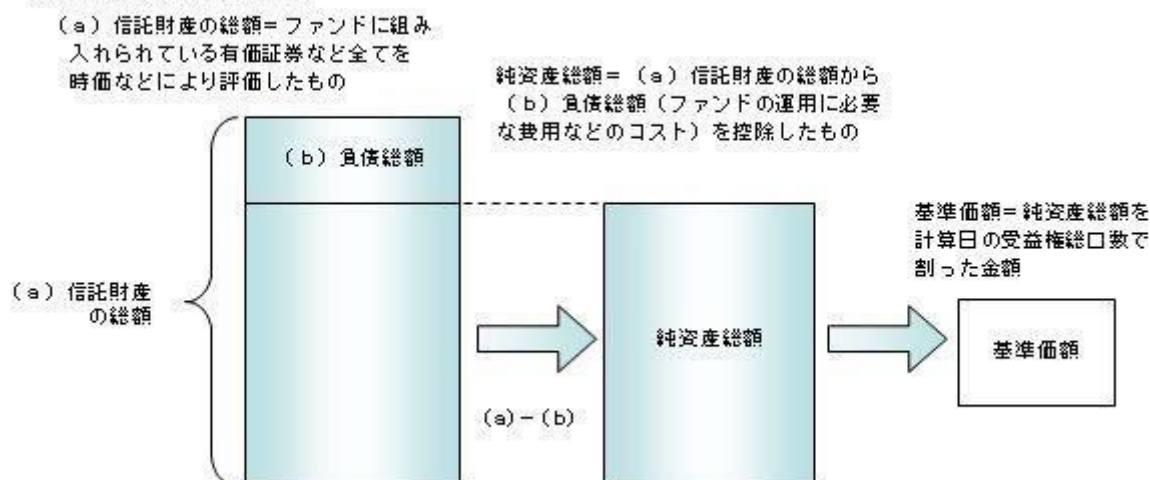 (a)信託財産の総額=ファンドに組み
入れられている有価証券など全てを
時価などにより評価したもの
純資産総額=(a)信託財産の総額から
(b)負債総額(ファンドの運用に必要
な費用などのコスト)を控除したもの
(b)負債総額
基準価額=純資産総額を
計算日の受益権総口数で
割った金額
(a)信託財産
の総額
純資産総額
基準価額
(a)-(b)